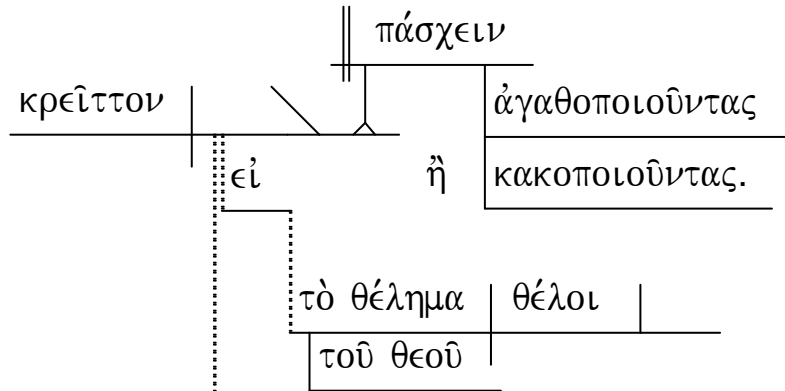 πάσχειν
κρεῖττον ἀγαθοποιοῦντας
εἰ ἢ κακοποιοῦντας.
τὸ θέλημα θέλοι
τοῦ θεοῦ